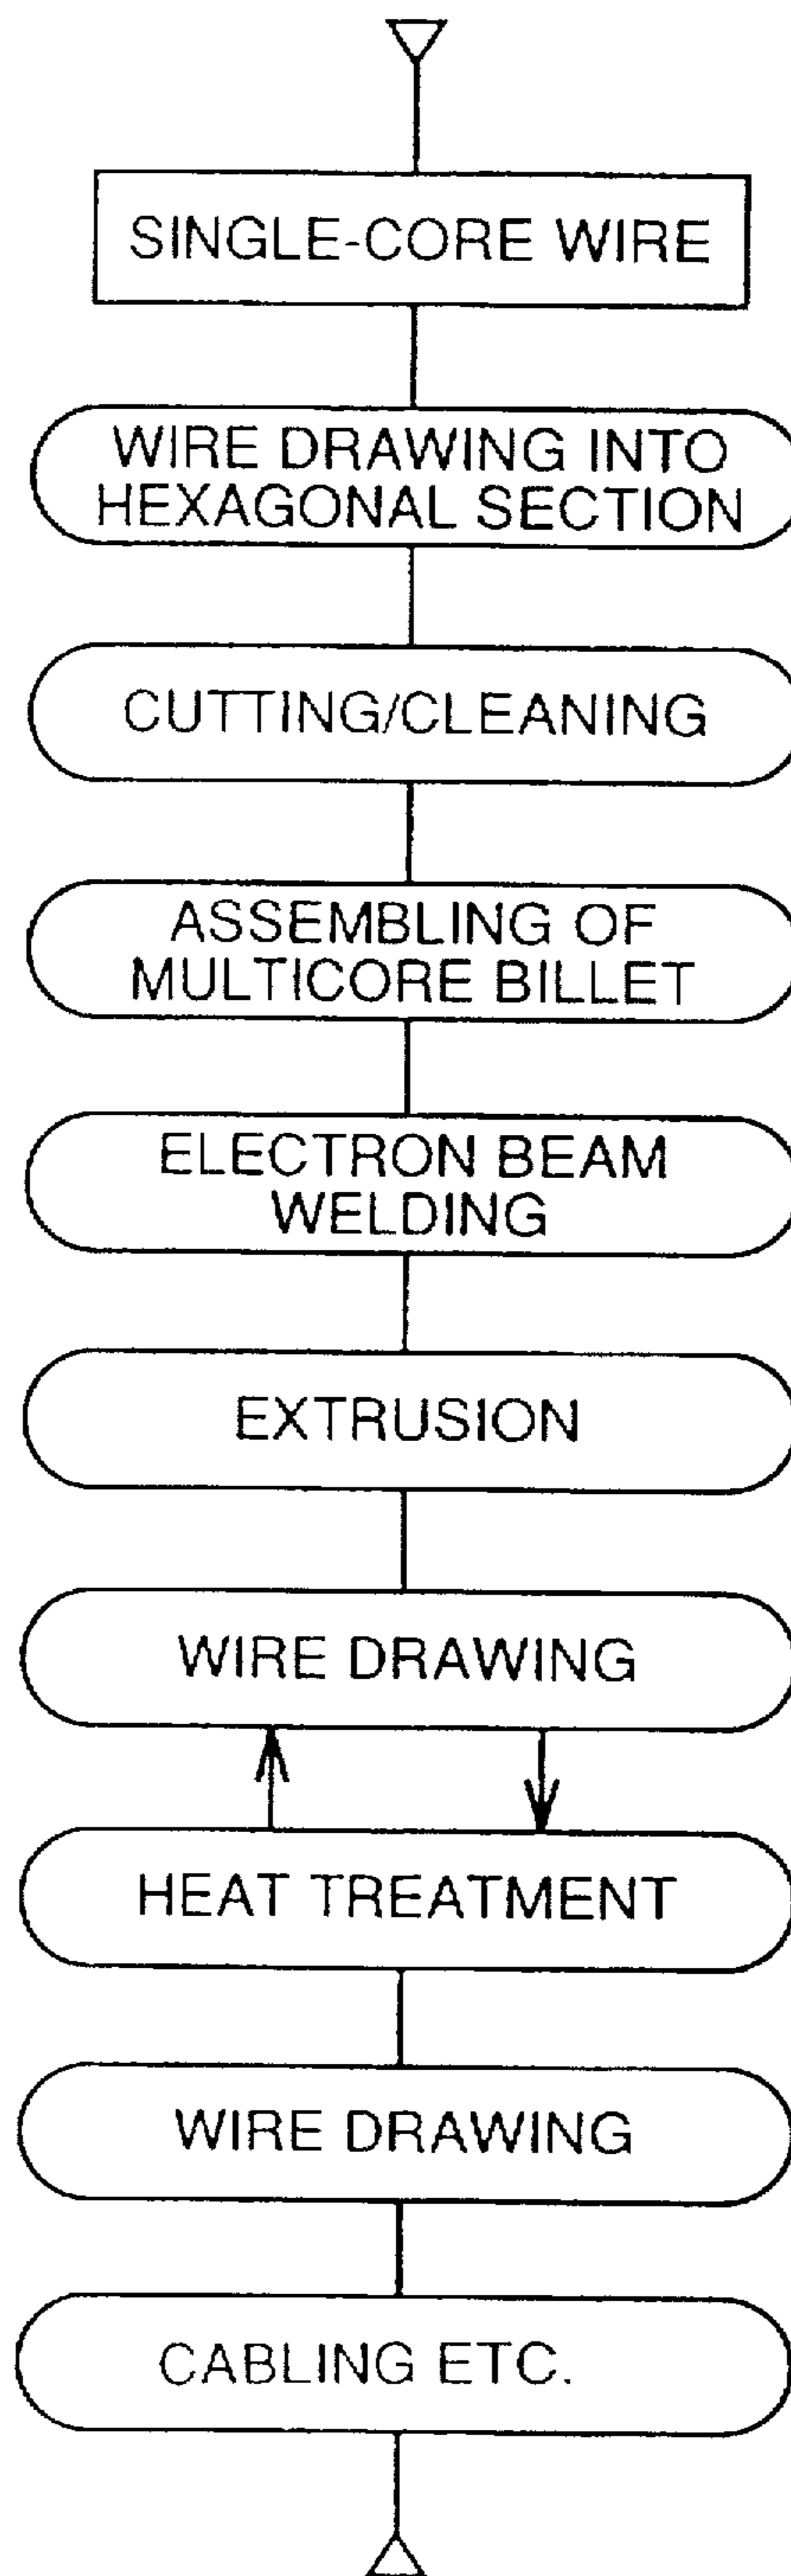 SINGLE-CORE WIRE
WIRE DRAWING INTO
HEXAGONAL SECTION
CUTTING/CLEANING
ASSEMBLING OF
MULTICORE BILLET
ELECTRON BEAM
WELDING
EXTRUSION
WIRE DRAWING
HEAT TREATMENT
WIRE DRAWING
CABLING ETC.